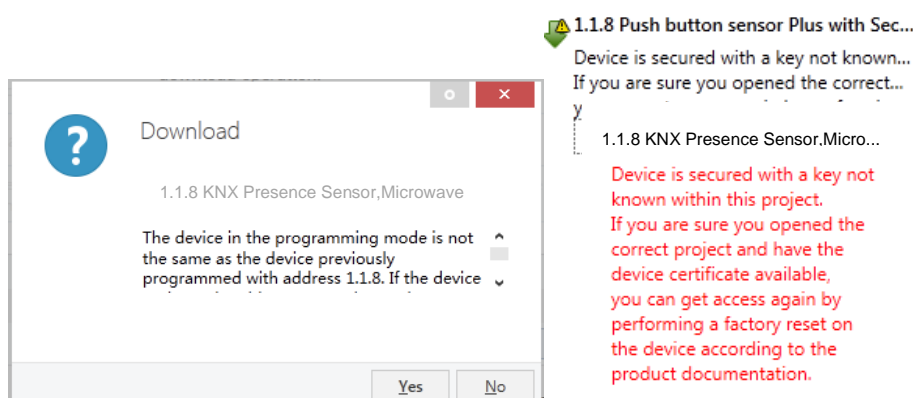 Download
1.1.8 KNX Presence Sensor,Microwave
The device in the programming mode is not
the same as the device previously
programmed with address 1.1.8. If the device
Yes
No
1.1.8 Push button sensor Plus with Sec...
Device is secured with a key not known...
If you are sure you opened the correct...
1.1.8 KNX Presence Sensor,Micro...
Device is secured with a key not
known within this project.
If you are sure you opened the
correct project and have the
device certificate available,
you can get access again by
performing a factory reset on
the device according to the
product documentation.